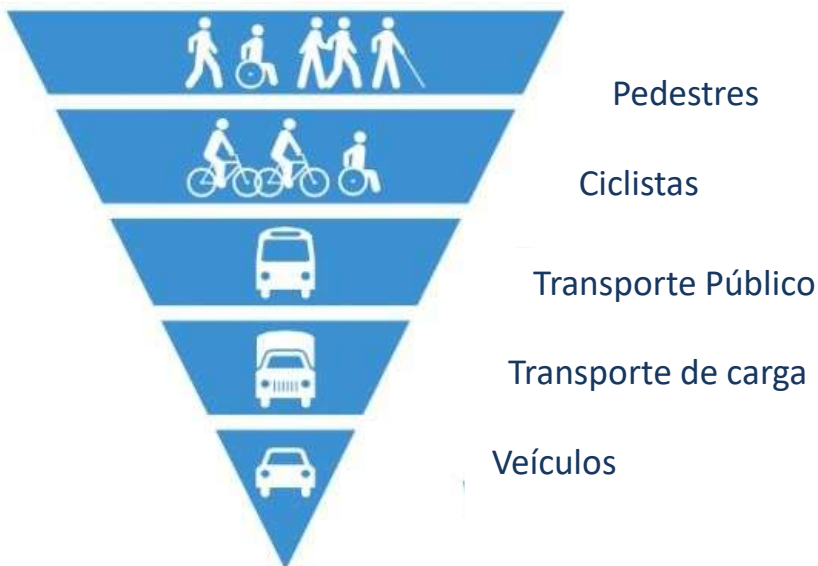 Pedestres
Ciclistas
Transporte Público
Transporte de carga
Veículos